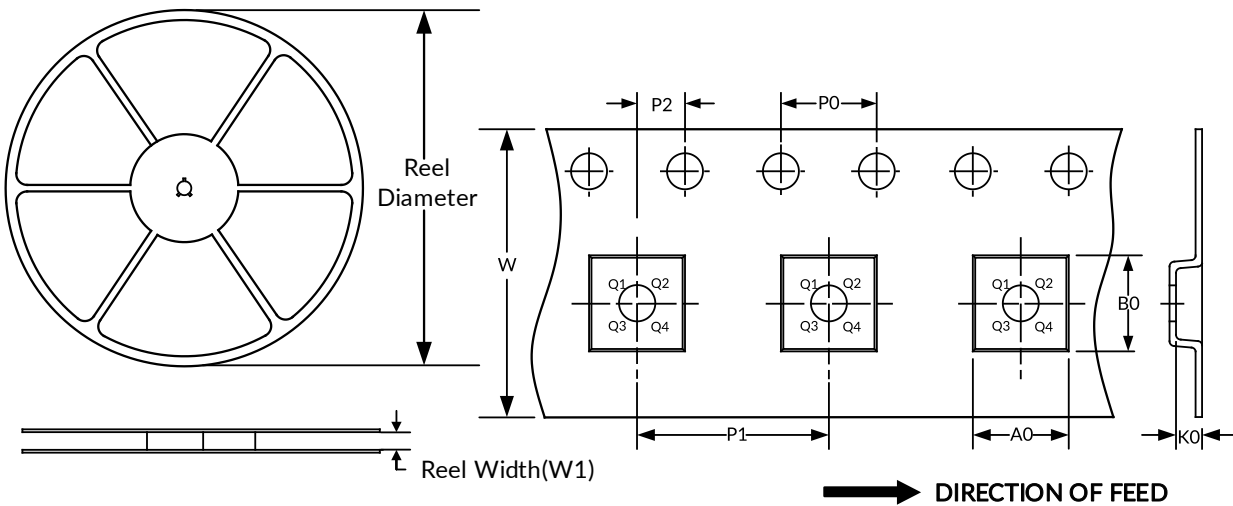 P2
P0
Reel
Diameter
W
Q1 Q2
Q3 Q4
Q1 Q2
Q3 Q4
Q1 Q2
Q3 Q4
B0
P1
A0
K0
Reel Width(W1)
DIRECTION OF FEED